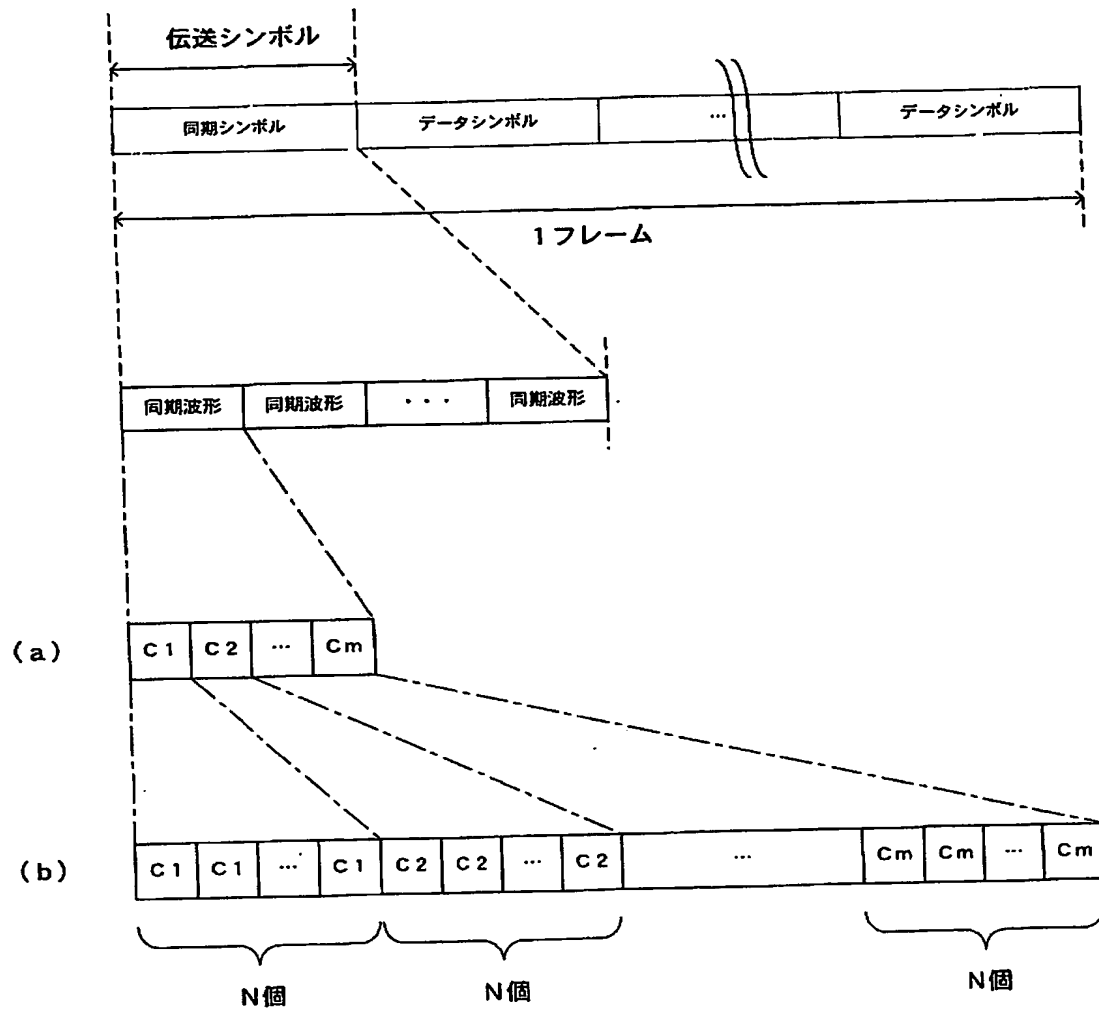 伝送シンボル
同期シンボル データシンボル … データシンボル
1フレーム
同期波形 同期波形 ・・・ 同期波形
(a) C1 C2 … Cm
(b) C1 C1 … C1 C2 C2 … C2 … Cm Cm … Cm
N個 N個 N個